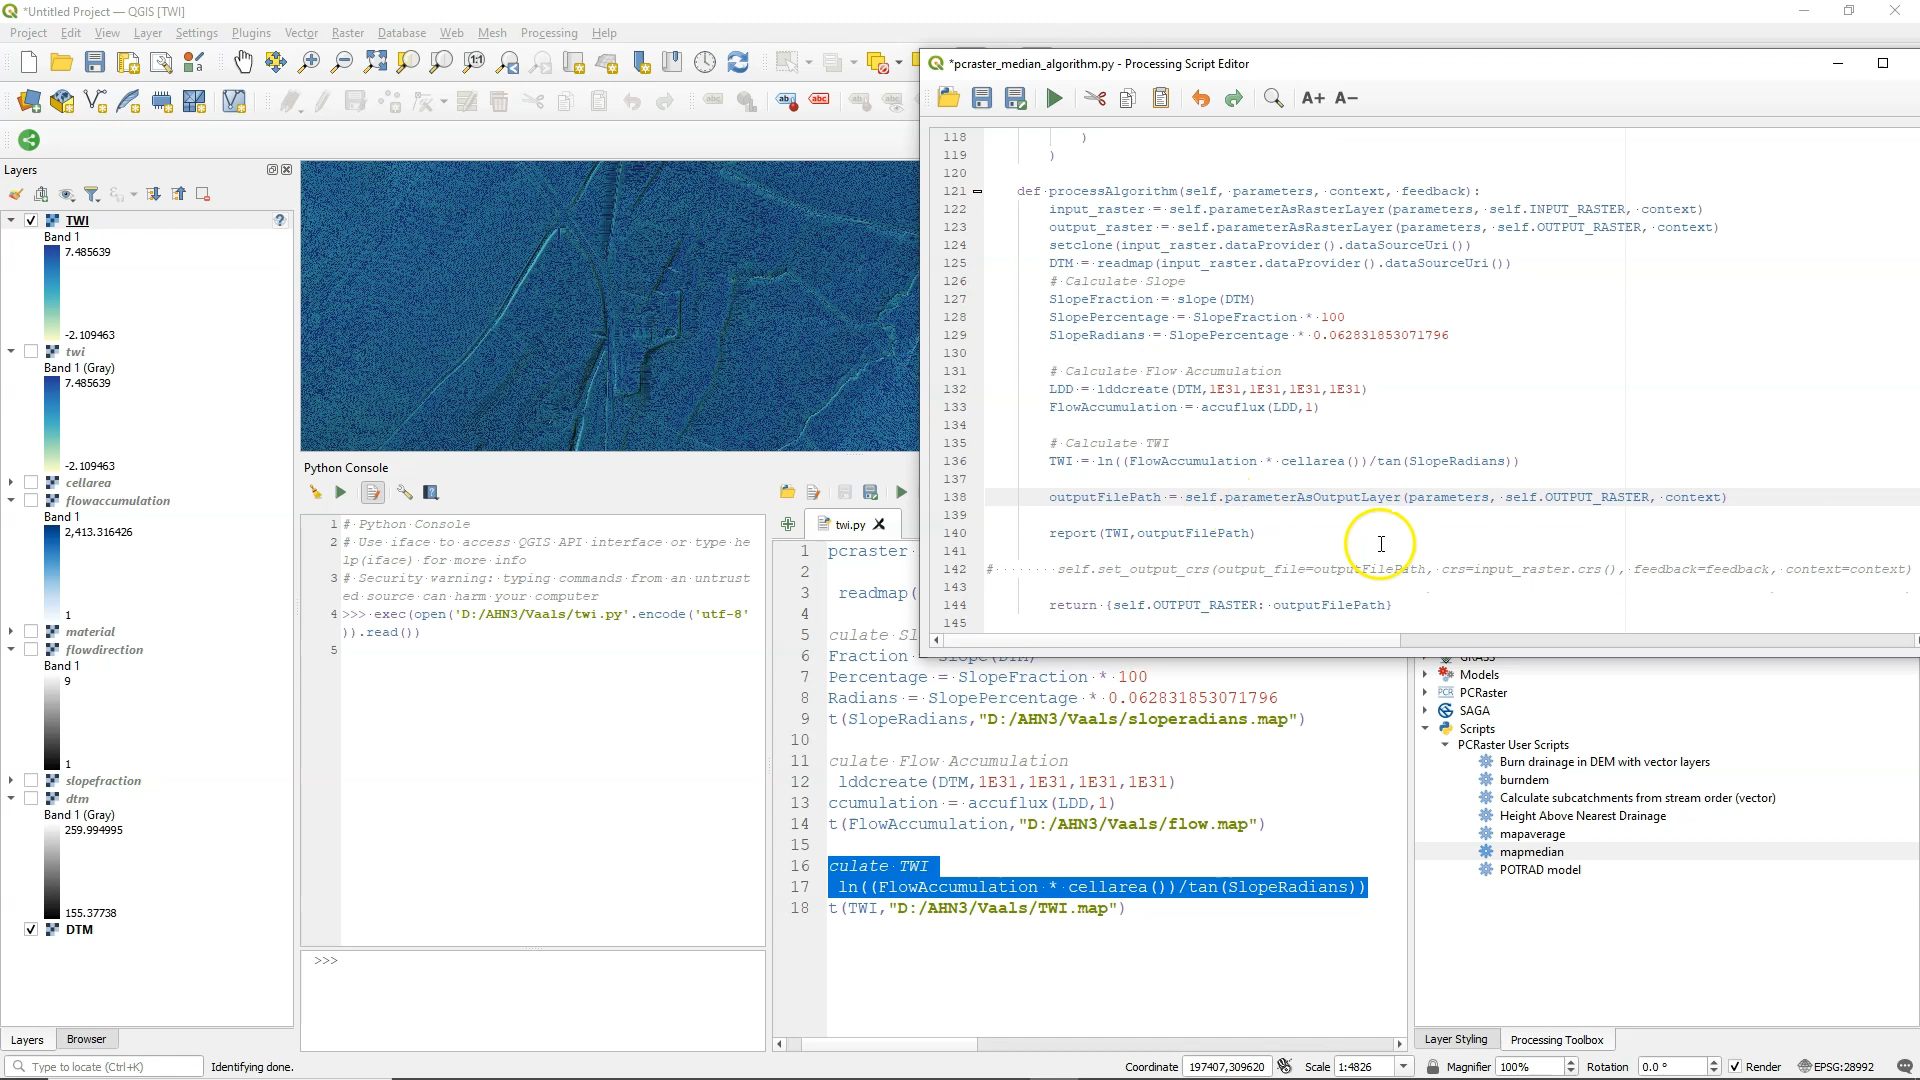 *Untitled Project — QGIS [TWI]
Project Edit View Layer Settings Plugins Vector Raster Database Web Mesh Processing Help
*pcraster_median_algorithm.py - Processing Script Editor
A+ A−
abc
abc
abc
Layers
TWI
Band 1
7.485639
-2.109463
twi
Band 1 (Gray)
7.485639
-2.109463
cellarea
flowaccumulation
Band 1
2,413.316426
1
material
flowdirection
Band 1
9
1
slopefraction
dtm
Band 1 (Gray)
259.994995
155.37738
DTM
Layers Browser
Python Console
1 # Python Console
2 # Use iface to access QGIS API interface or type he
lp(iface) for more info
3 # Security warning: typing commands from an untrust
ed source can harm your computer
4 >>> exec(open('D:/AHN3/Vaals/twi.py'.encode('utf-8'
)).read())
5
>>>
twi.py
1 pcraster
2
3 readmap(
4
5 culate Sl
6 Fraction = slope(DTM)
7 Percentage = SlopeFraction * 100
8 Radians = SlopePercentage * 0.062831853071796
9 t(SlopeRadians,"D:/AHN3/Vaals/sloperadians.map")
10
11 culate Flow Accumulation
12 lddcreate(DTM,1E31,1E31,1E31,1E31)
13 ccumulation = accuflux(LDD,1)
14 t(FlowAccumulation,"D:/AHN3/Vaals/flow.map")
15
16 culate TWI
17 ln((FlowAccumulation * cellarea())/tan(SlopeRadians))
18 t(TWI,"D:/AHN3/Vaals/TWI.map")
118 )
119 )
120
121 def processAlgorithm(self, parameters, context, feedback):
122 input_raster = self.parameterAsRasterLayer(parameters, self.INPUT_RASTER, context)
123 output_raster = self.parameterAsRasterLayer(parameters, self.OUTPUT_RASTER, context)
124 setclone(input_raster.dataProvider().dataSourceUri())
125 DTM = readmap(input_raster.dataProvider().dataSourceUri())
126 # Calculate Slope
127 SlopeFraction = slope(DTM)
128 SlopePercentage = SlopeFraction * 100
129 SlopeRadians = SlopePercentage * 0.062831853071796
130
131 # Calculate Flow Accumulation
132 LDD = lddcreate(DTM,1E31,1E31,1E31,1E31)
133 FlowAccumulation = accuflux(LDD,1)
134
135 # Calculate TWI
136 TWI = ln((FlowAccumulation * cellarea())/tan(SlopeRadians))
137
138 outputFilePath = self.parameterAsOutputLayer(parameters, self.OUTPUT_RASTER, context)
139
140 report(TWI,outputFilePath)
141
142 # self.set_output_crs(output_file=outputFilePath, crs=input_raster.crs(), feedback=feedback, context=context)
143
144 return {self.OUTPUT_RASTER: outputFilePath}
145
GRASS
Models
PCRaster
SAGA
Scripts
PCRaster User Scripts
Burn drainage in DEM with vector layers
burndem
Calculate subcatchments from stream order (vector)
Height Above Nearest Drainage
mapaverage
mapmedian
POTRAD model
Layer Styling Processing Toolbox
Type to locate (Ctrl+K) Identifying done. Coordinate 197407,309620 Scale 1:4826 Magnifier 100% Rotation 0.0 ° Render EPSG:28992